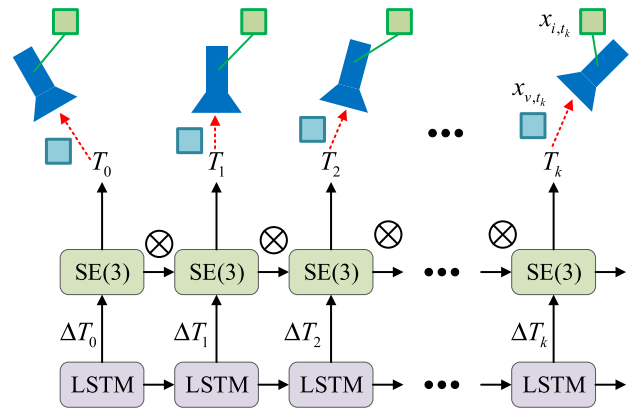 x_{i,t_k}
x_{v,t_k}
•••
T_0 T_1 T_2 T_k
⊗ ⊗ ⊗ ⊗
SE(3) SE(3) SE(3) ••• SE(3)
ΔT_0 ΔT_1 ΔT_2 ΔT_k
LSTM LSTM LSTM ••• LSTM